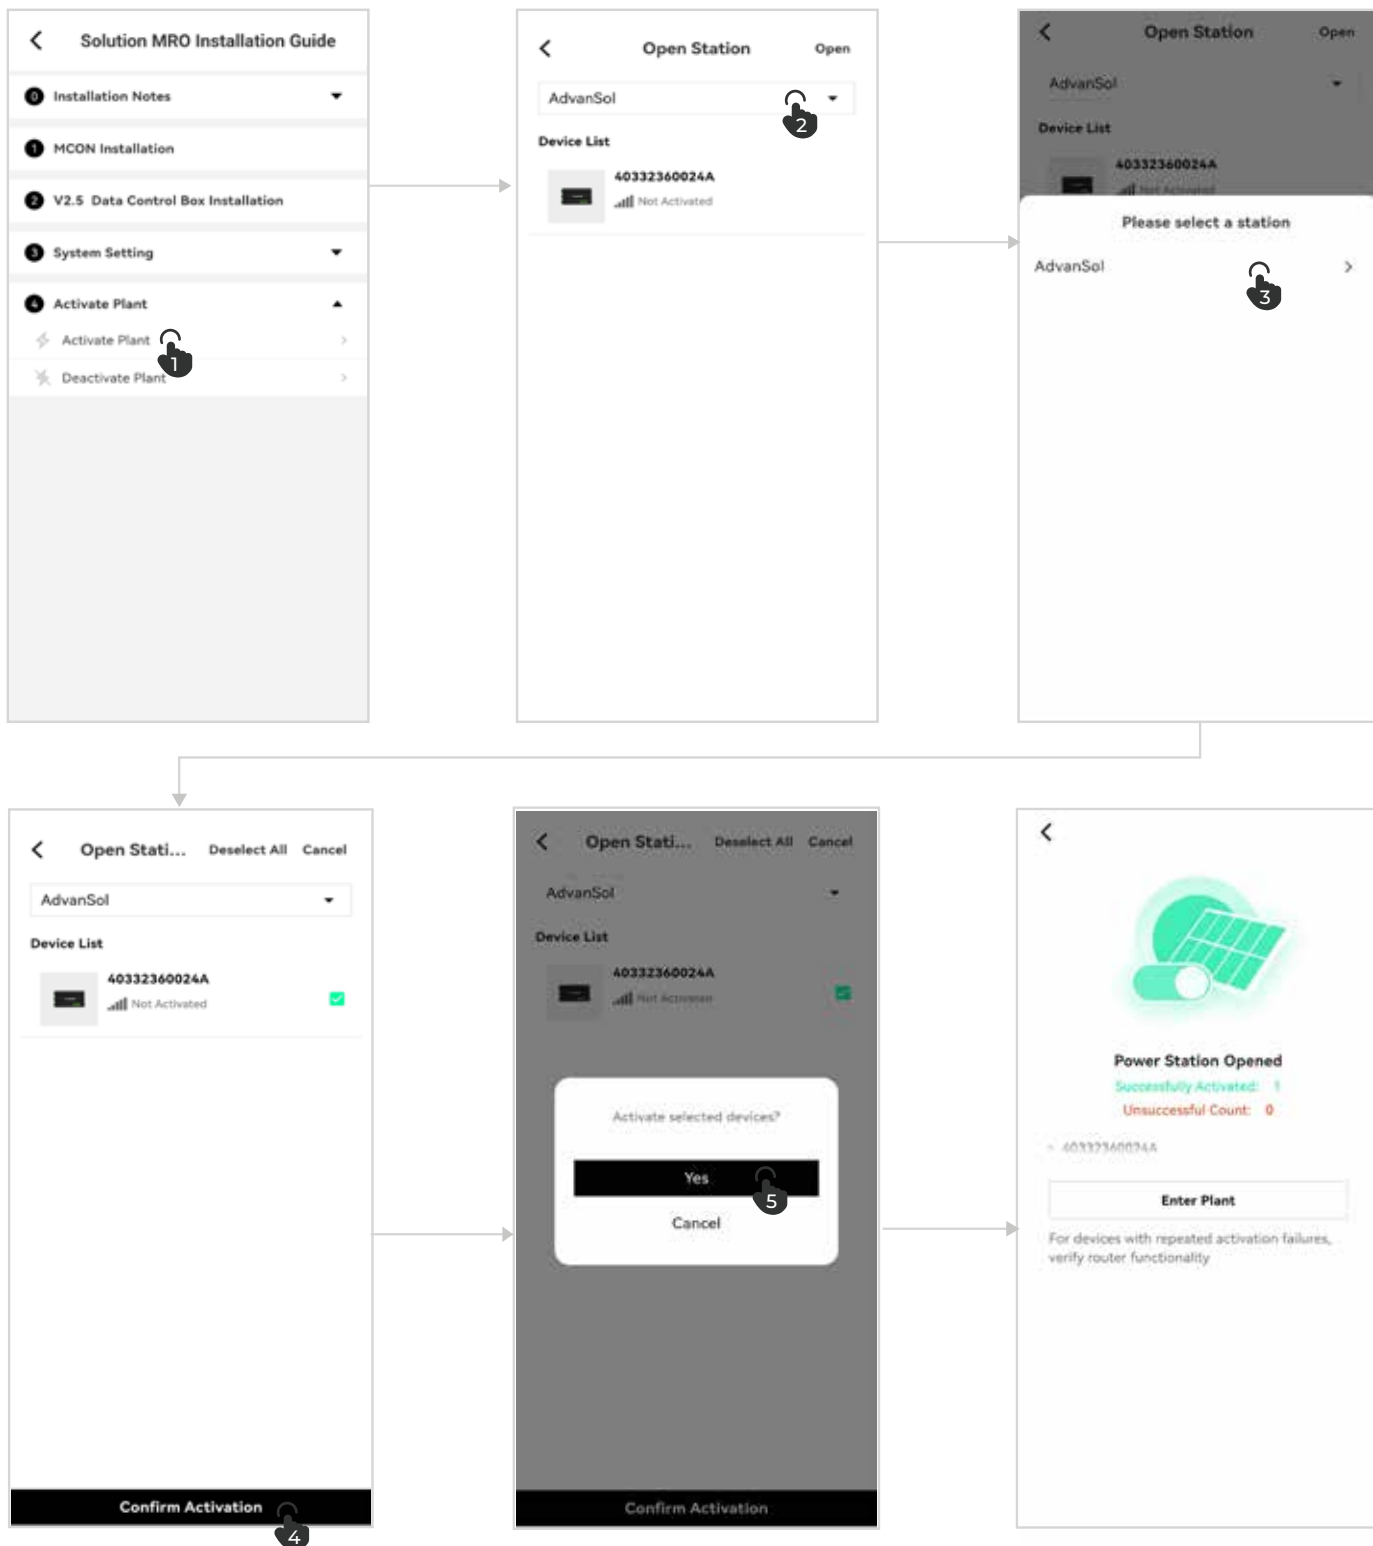 Solution MRO Installation Guide
0 Installation Notes
1 MCON Installation
2 V2.5 Data Control Box Installation
3 System Setting
4 Activate Plant
Activate Plant
1
Deactivate Plant
Open Station Open
AdvanSol
2
Device List
40332360024A
Not Activated
Open Station Open
AdvanSol
Device List
40332360024A
Not Activated
Please select a station
AdvanSol
3
Open Stati... Deselect All Cancel
AdvanSol
Device List
40332360024A
Not Activated
Confirm Activation
4
Open Stati... Deselect All Cancel
AdvanSol
Device List
40332360024A
Not Activated
Activate selected devices?
Yes
5
Cancel
Confirm Activation
Power Station Opened
Successfully Activated: 1
Unsuccessful Count: 0
40332360024A
Enter Plant
For devices with repeated activation failures,
verify router functionality